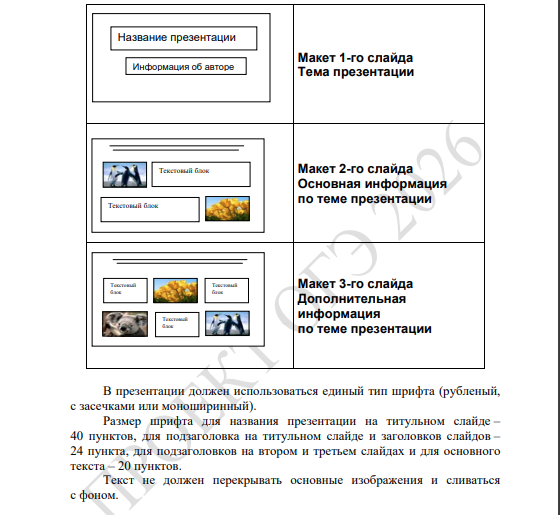 Название презентации
Информация об авторе
Макет 1-го слайда
Тема презентации
Текстовый блок
Текстовый блок
Макет 2-го слайда
Основная информация
по теме презентации
Текстовый
блок
Текстовый
блок
Текстовый
блок
Макет 3-го слайда
Дополнительная
информация
по теме презентации
В презентации должен использоваться единый тип шрифта (рубленый,
с засечками или моноширинный).
Размер шрифта для названия презентации на титульном слайде –
40 пунктов, для подзаголовка на титульном слайде и заголовков слайдов –
24 пункта, для подзаголовков на втором и третьем слайдах и для основного
текста – 20 пунктов.
Текст не должен перекрывать основные изображения и сливаться
с фоном.
ПРОЕКТ ОГЭ 2026